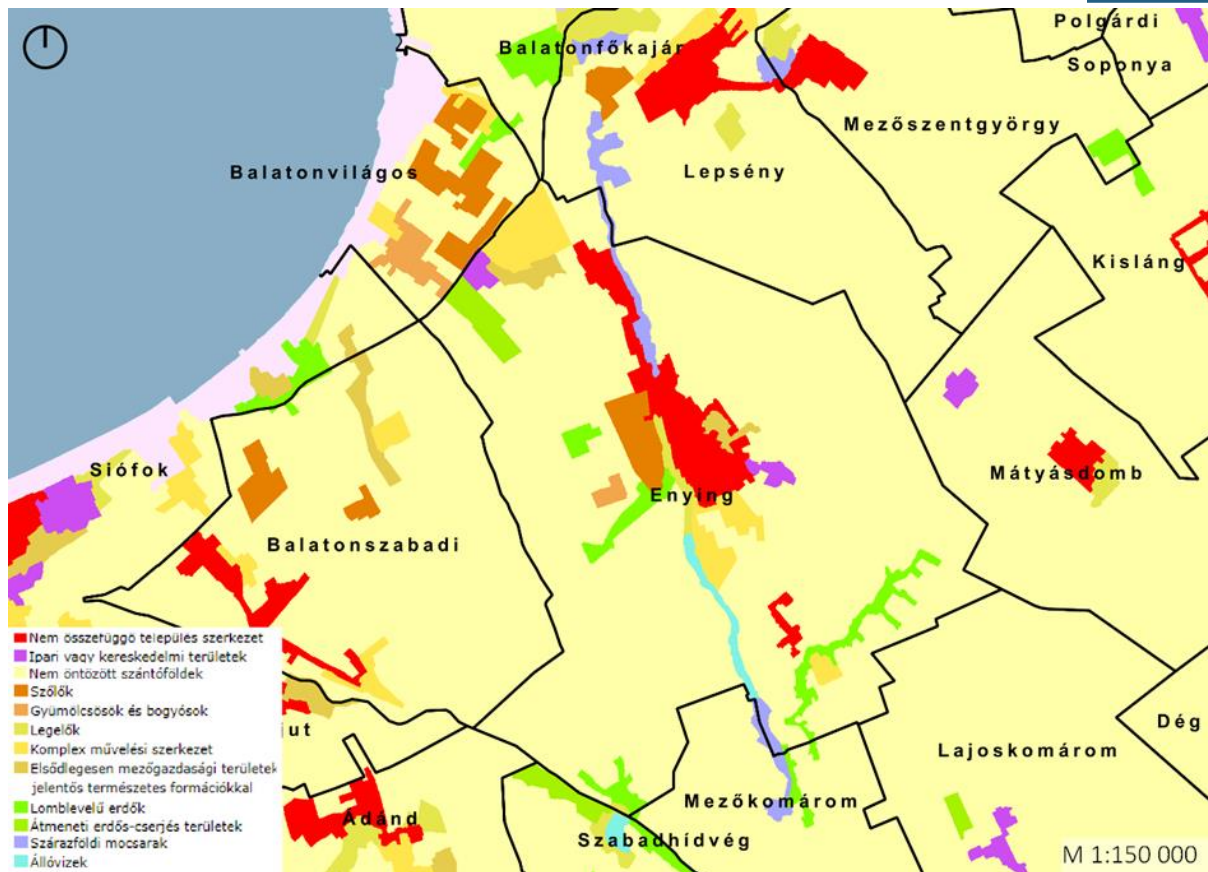 Polgárdi
Balatonfőkajár
Soponya
Mezőszentgyörgy
Balatonvilágos
Lepsény
Kisláng
Siófok
Mátyásdomb
Enying
Balatonszabadi
Nem összefüggő település szerkezet
Ipari vagy kereskedelmi területek
Nem öntözött szántóföldek
Szőlők
Gyümölcsösök és bogyósok
Legelők
Komplex művelési szerkezet
Elsődlegesen mezőgazdasági területek
jelentős természetes formációkkal
Lomblevelű erdők
Átmeneti erdős-cserjés területek
Szárazföldi mocsarak
Állóvizek
jut
Dég
Lajoskomárom
Mezőkomárom
Ádánd
Szabadhídvég
M 1:150 000